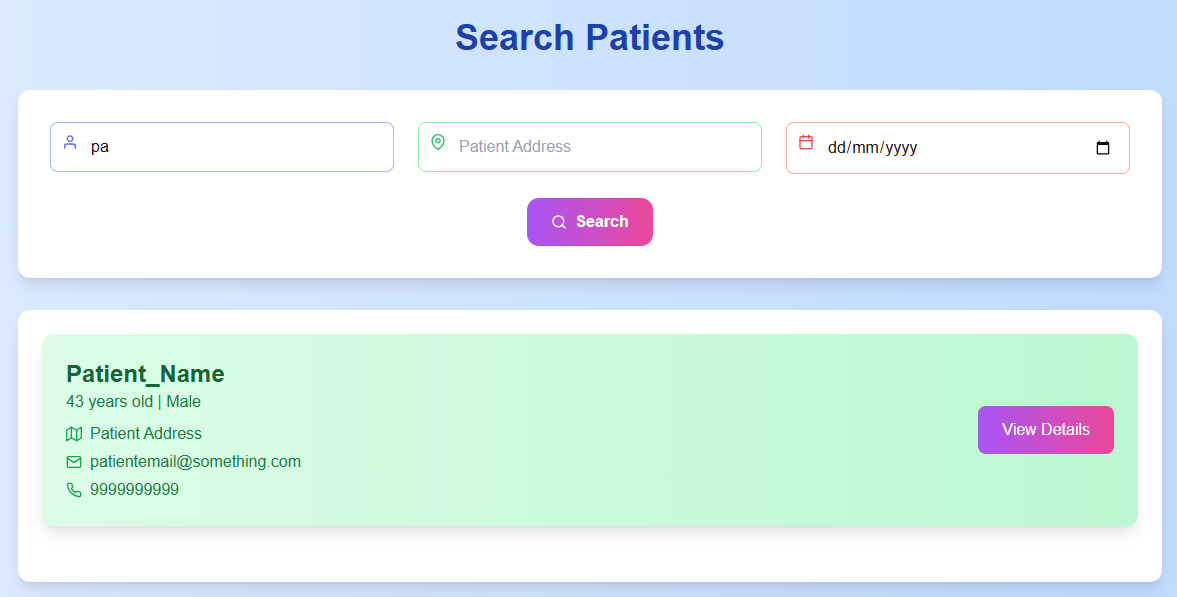 Search Patients
pa
Patient Address
dd/mm/yyyy
Search
Patient_Name
43 years old | Male
Patient Address
patientemail@something.com
9999999999
View Details